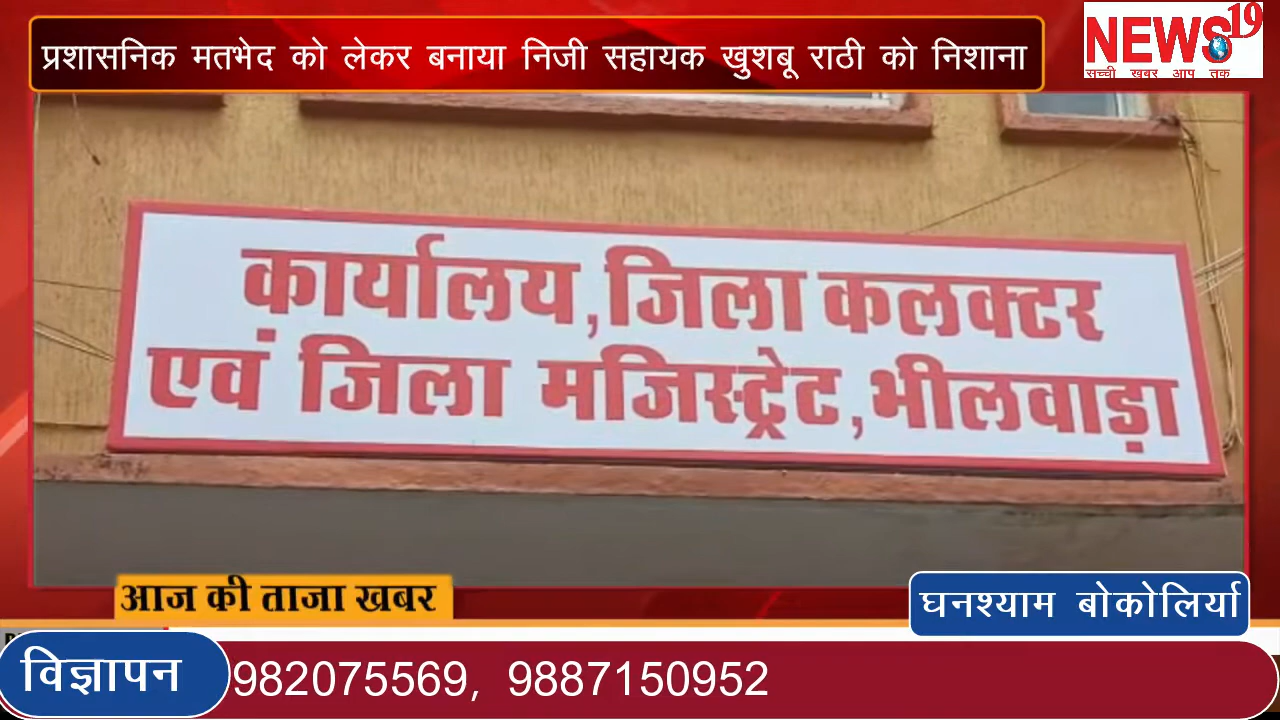 प्रशासनिक मतभेद को लेकर बनाया निजी सहायक खुशबू राठी को निशाना
NEWS19
सच्ची खबर आप तक
कार्यालय, जिला कलक्टर
एवं जिला मजिस्ट्रेट, भीलवाड़ा
आज की ताजा खबर
घनश्याम बोकोलिर्या
विज्ञापन
982075569, 9887150952